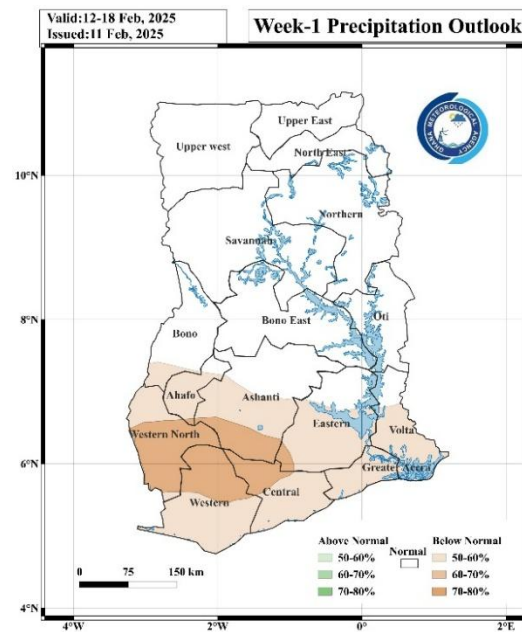 Valid:12-18 Feb, 2025
Issued:11 Feb, 2025
Week-1 Precipitation Outlook
GHANA METEOROLOGICAL AGENCY
Upper East
Upper west
North East
10°N
Northern
Savannah
8°N
Oti
Bono
Bono East
Ahafo
Ashanti
Eastern
Volta
Western North
6°N
Greater Accra
Central
Western
Above Normal
Normal
Below Normal
50-60%
50-60%
60-70%
60-70%
70-80%
70-80%
0
75
150 km
4°N
4°W
2°W
0°
2°E